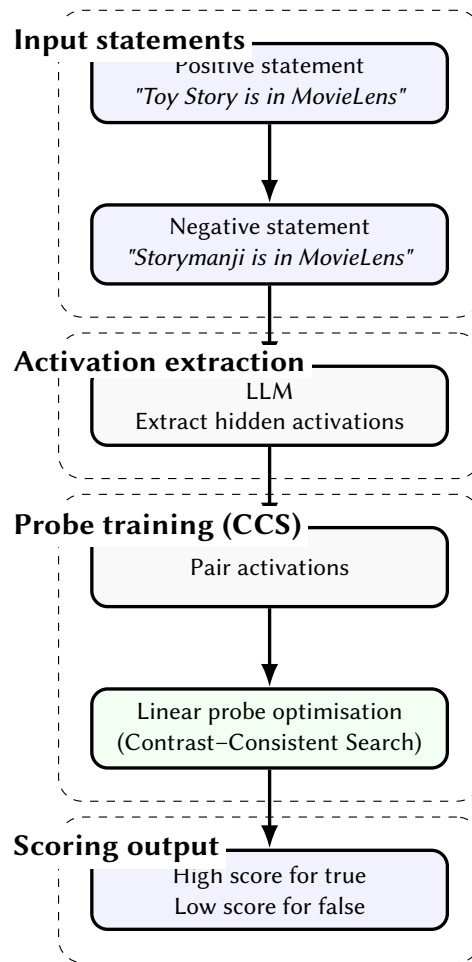 Input statements
Positive statement
"Toy Story is in MovieLens"
Negative statement
"Storymanji is in MovieLens"
Activation extraction
LLM
Extract hidden activations
Probe training (CCS)
Pair activations
Linear probe optimisation
(Contrast–Consistent Search)
Scoring output
High score for true
Low score for false